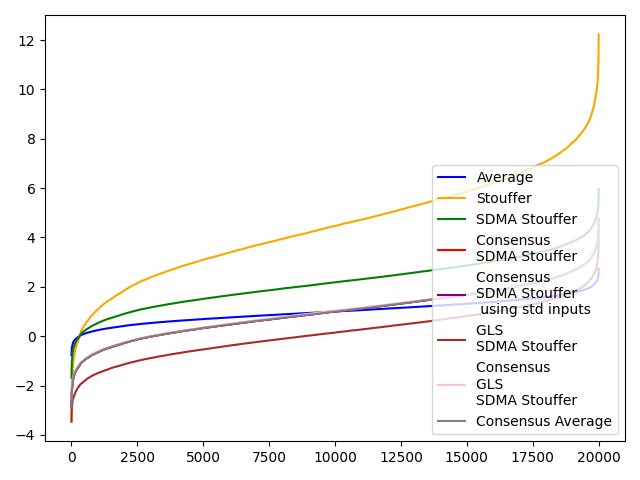 12
10
8
6
4
2
0
−2
−4
Average
Stouffer
SDMA Stouffer
Consensus
SDMA Stouffer
Consensus
SDMA Stouffer
using std inputs
GLS
SDMA Stouffer
Consensus
GLS
SDMA Stouffer
Consensus Average
0 2500 5000 7500 10000 12500 15000 17500 20000